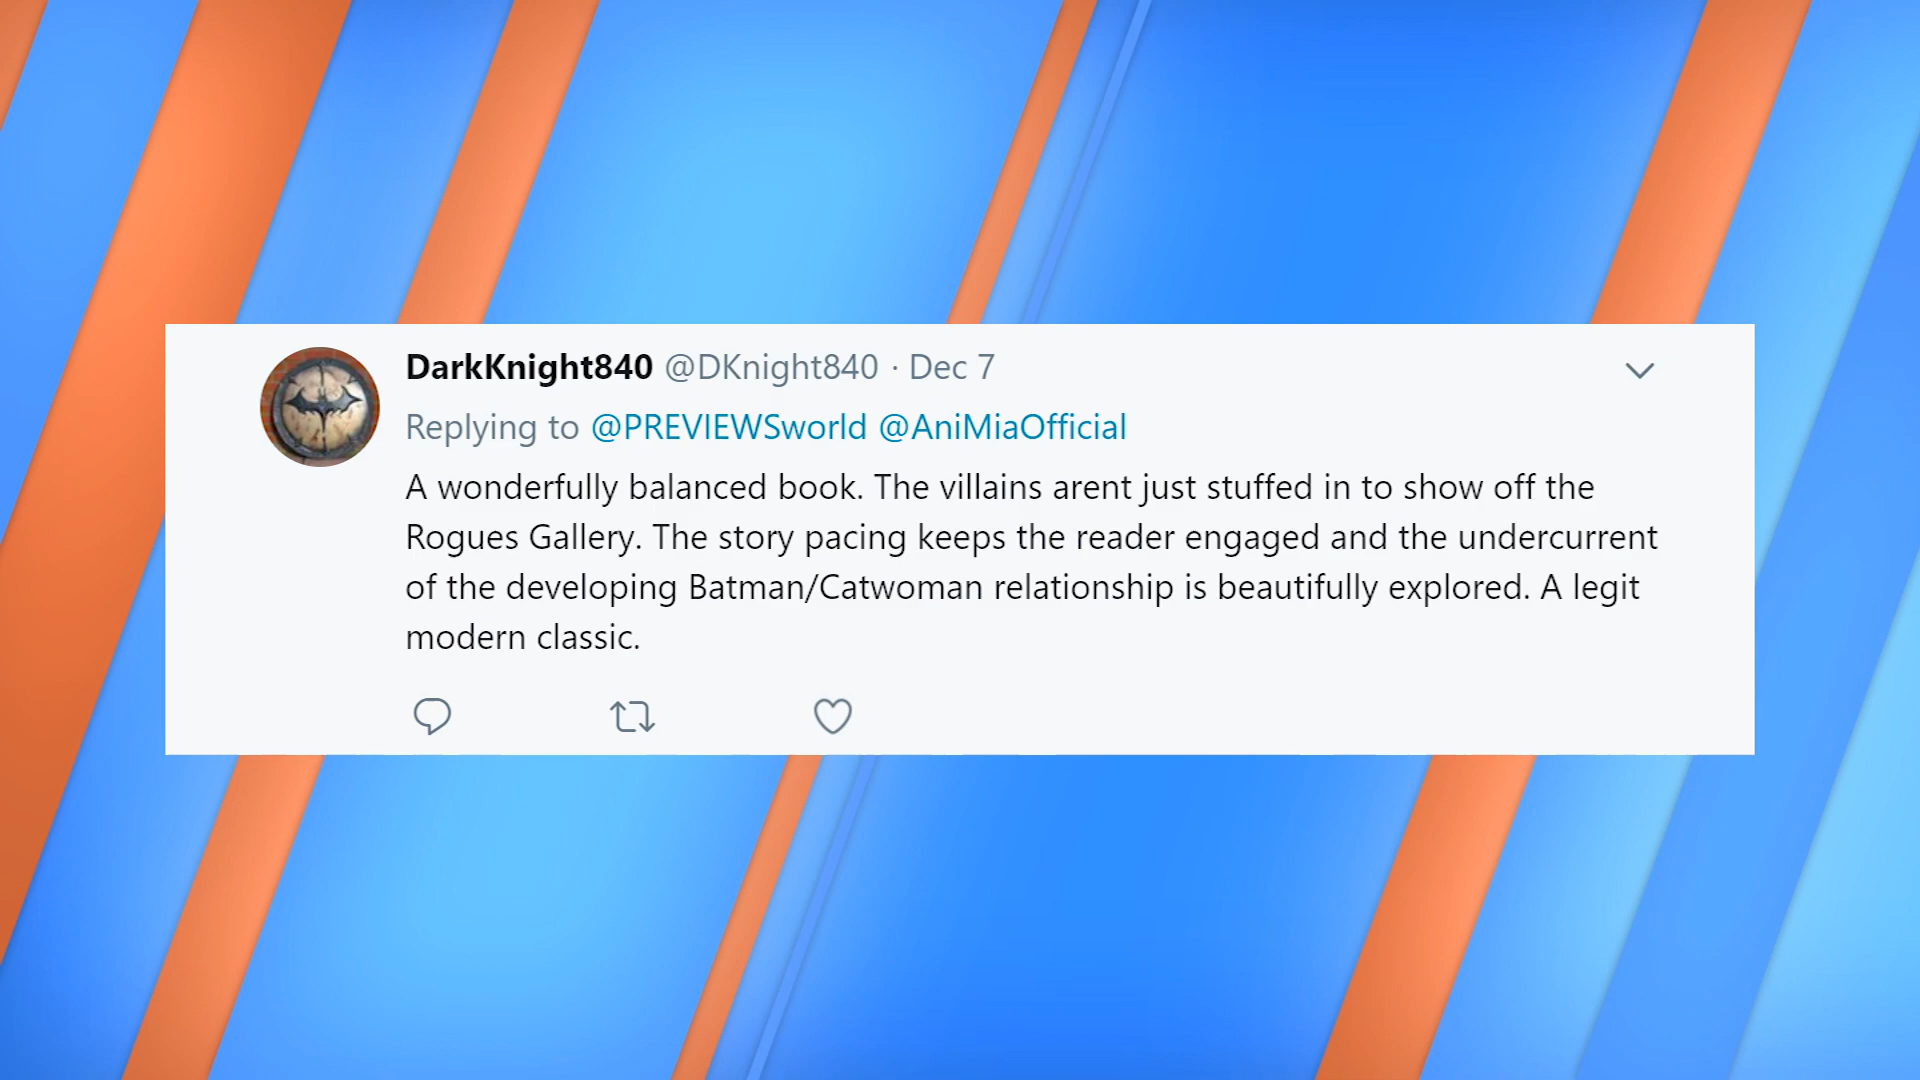 DarkKnight840 @DKnight840 · Dec 7
Replying to @PREVIEWSworld @AniMiaOfficial
A wonderfully balanced book. The villains arent just stuffed in to show off the
Rogues Gallery. The story pacing keeps the reader engaged and the undercurrent
of the developing Batman/Catwoman relationship is beautifully explored. A legit
modern classic.